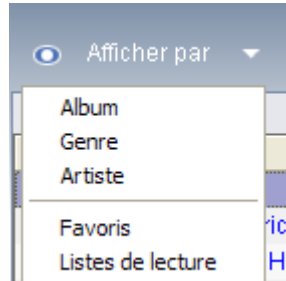 Afficher par
Album
Genre
Artiste
Favoris
Listes de lecture